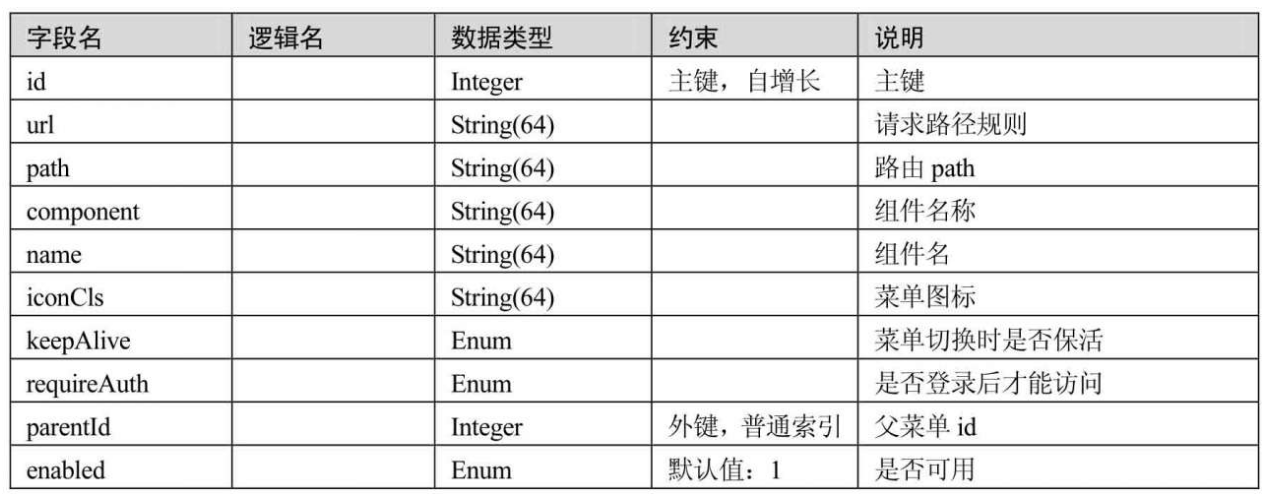 字段名 逻辑名 数据类型 约束 说明
id Integer 主键，自增长 主键
url String(64) 请求路径规则
path String(64) 路由 path
component String(64) 组件名称
name String(64) 组件名
iconCls String(64) 菜单图标
keepAlive Enum 菜单切换时是否保活
requireAuth Enum 是否登录后才能访问
parentId Integer 外键，普通索引 父菜单 id
enabled Enum 默认值：1 是否可用